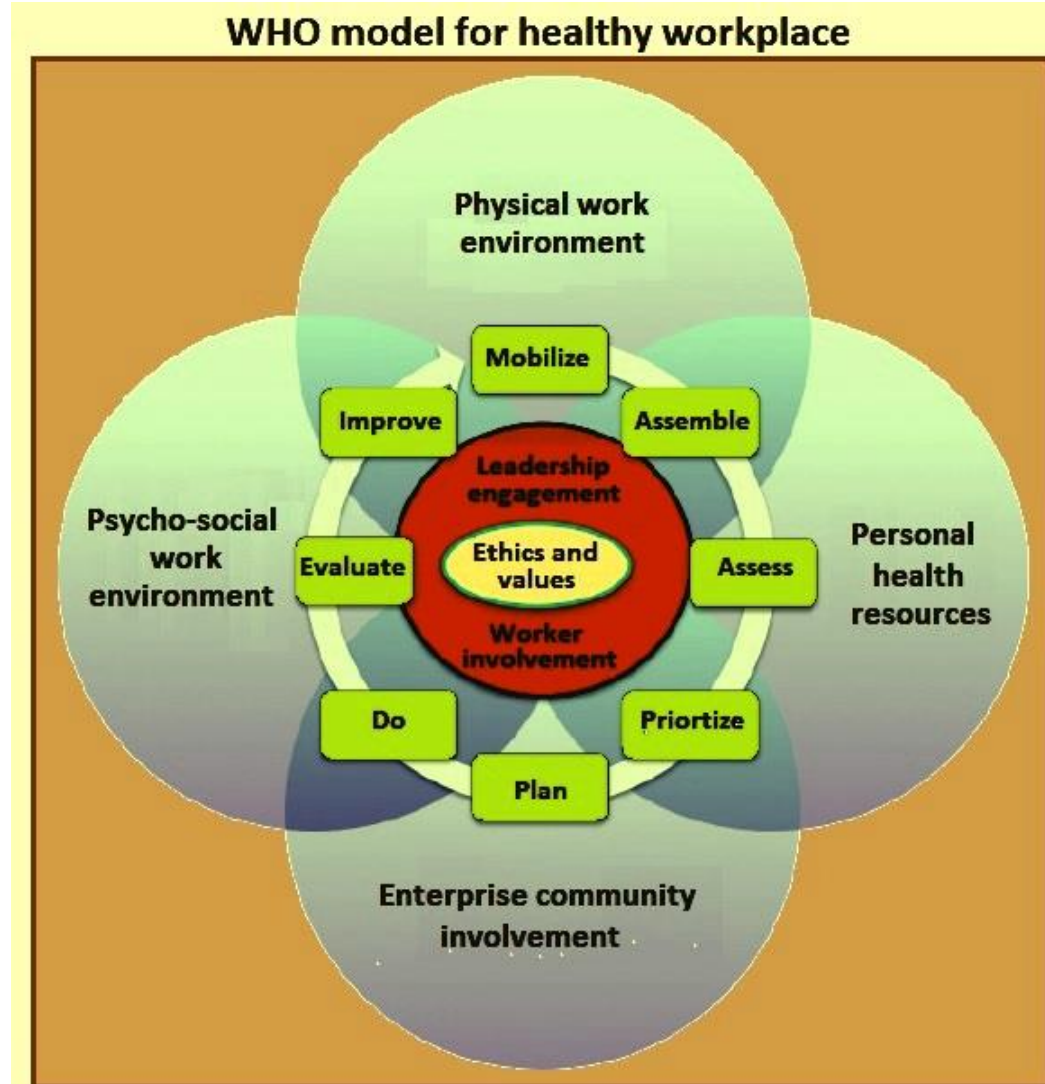 WHO model for healthy workplace
Physical work
environment
Mobilize
Improve
Assemble
Leadership
engagement
Psycho-social
work
environment
Evaluate
Ethics and
values
Assess
Personal
health
resources
Worker
involvement
Do
Priortize
Plan
Enterprise community
involvement